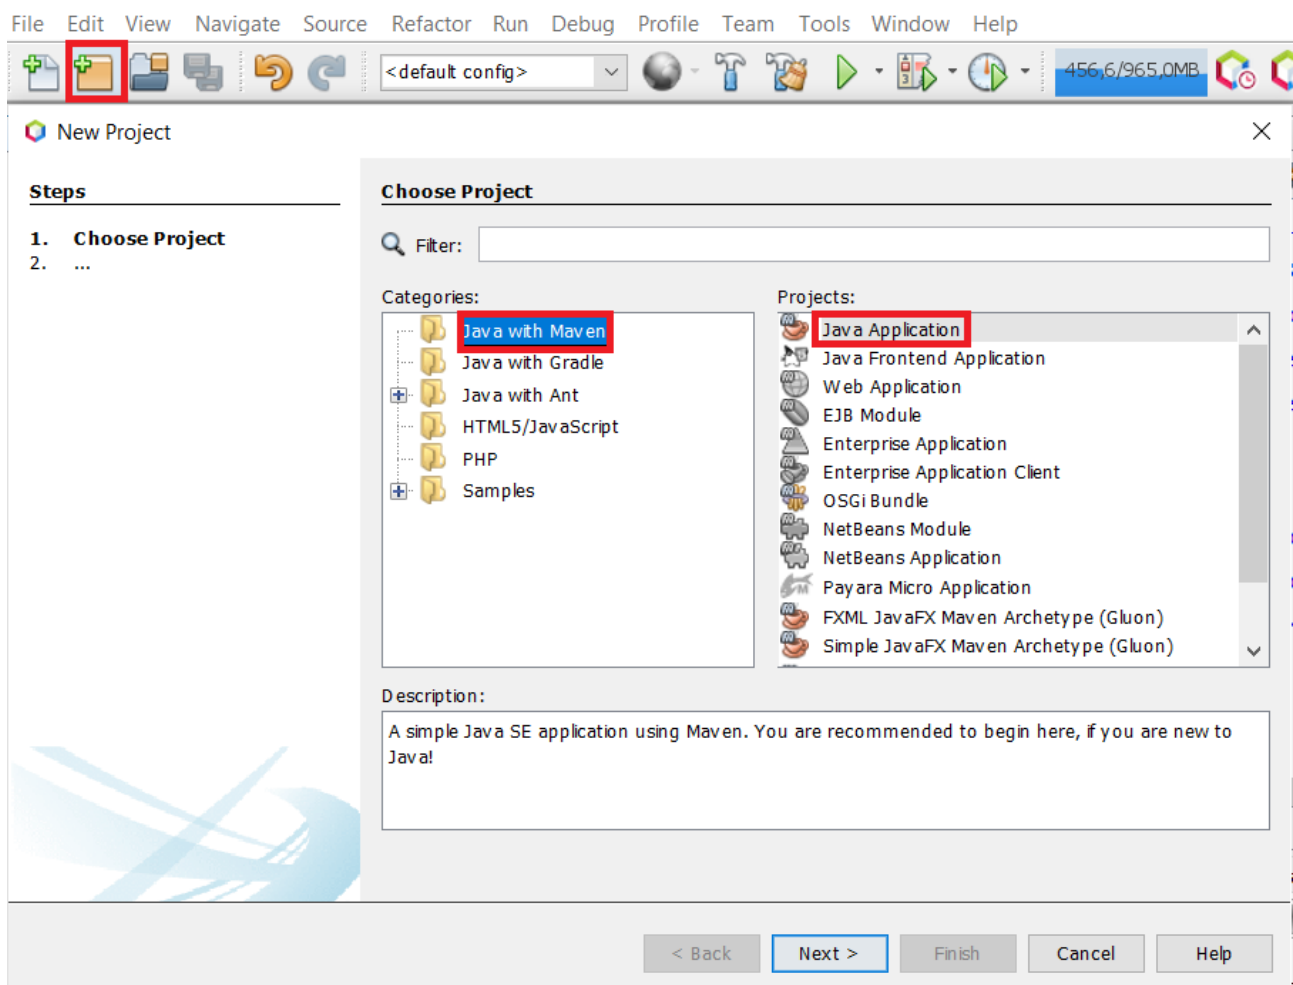 File Edit View Navigate Source Refactor Run Debug Profile Team Tools Window Help
<default config>
456,6/965,0MB
New Project
Steps
1. Choose Project
2. ...
Choose Project
Filter:
Categories:
Java with Maven
Java with Gradle
Java with Ant
HTML5/JavaScript
PHP
Samples
Projects:
Java Application
Java Frontend Application
Web Application
EJB Module
Enterprise Application
Enterprise Application Client
OSGi Bundle
NetBeans Module
NetBeans Application
Payara Micro Application
FXML JavaFX Maven Archetype (Gluon)
Simple JavaFX Maven Archetype (Gluon)
Description:
A simple Java SE application using Maven. You are recommended to begin here, if you are new to
Java!
< Back Next > Finish Cancel Help